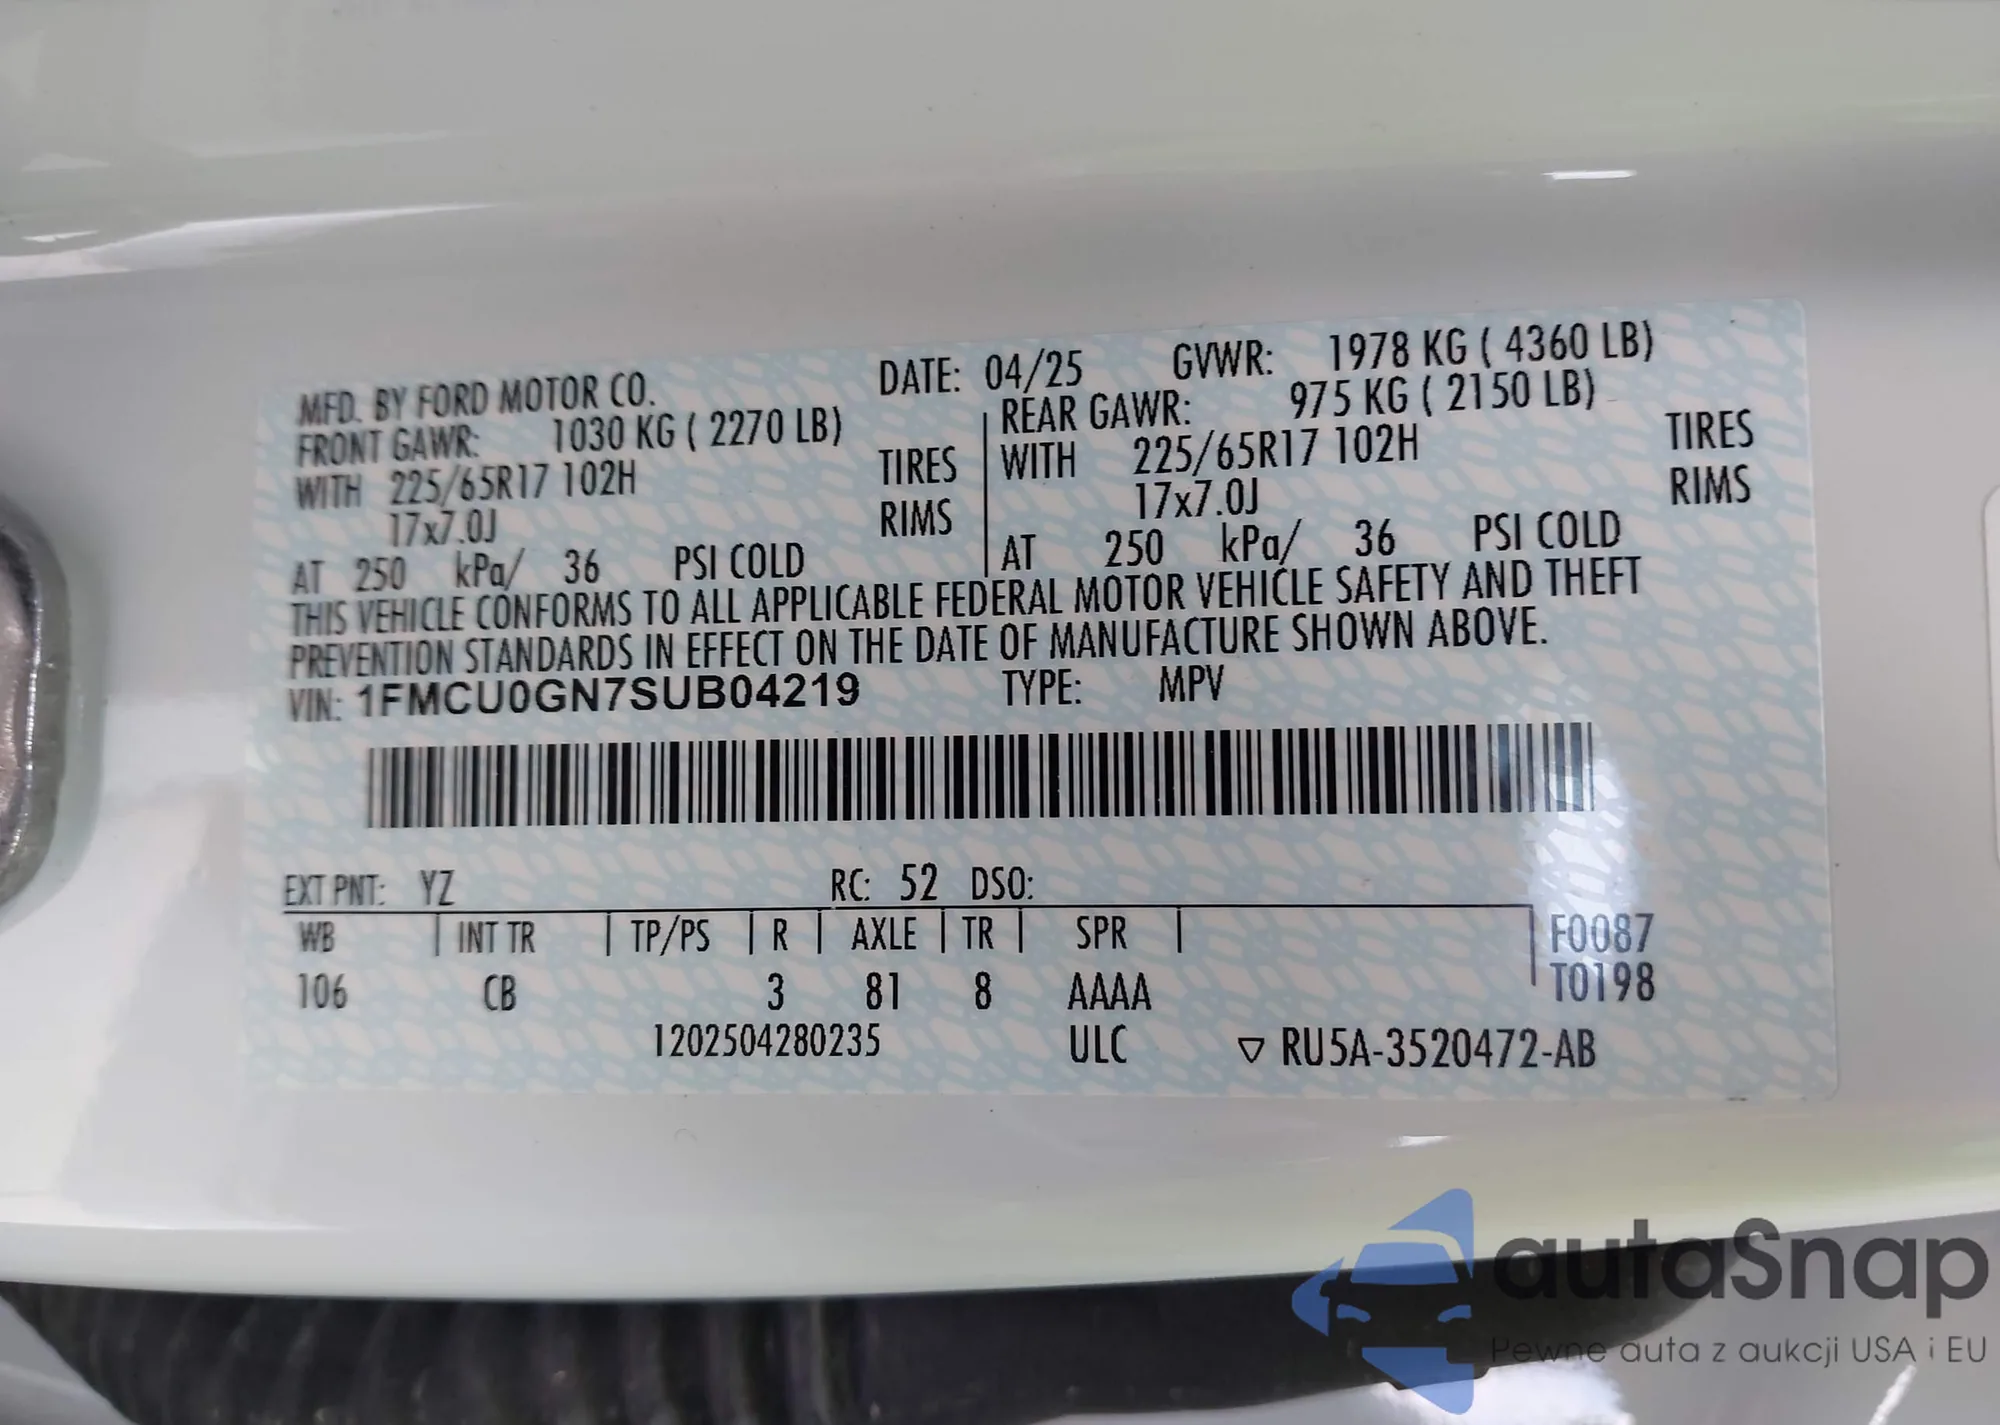 MFD. BY FORD MOTOR CO. DATE: 04/25 GVWR: 1978 KG ( 4360 LB)
FRONT GAWR: 1030 KG ( 2270 LB) REAR GAWR: 975 KG ( 2150 LB)
WITH 225/65R17 102H TIRES WITH 225/65R17 102H TIRES
17x7.0J RIMS 17x7.0J RIMS
AT 250 kPa/ 36 PSI COLD AT 250 kPa/ 36 PSI COLD
THIS VEHICLE CONFORMS TO ALL APPLICABLE FEDERAL MOTOR VEHICLE SAFETY AND THEFT
PREVENTION STANDARDS IN EFFECT ON THE DATE OF MANUFACTURE SHOWN ABOVE.
VIN: 1FMCU0GN7SUB04219 TYPE: MPV
EXT PNT: YZ RC: 52 DSO:
WB INT TR TP/PS R AXLE TR SPR F0087
106 CB 3 81 8 AAAA T0198
1202504280235 ULC ▽ RU5A-3520472-AB
autaSnap
Pewne auta z aukcji USA i EU